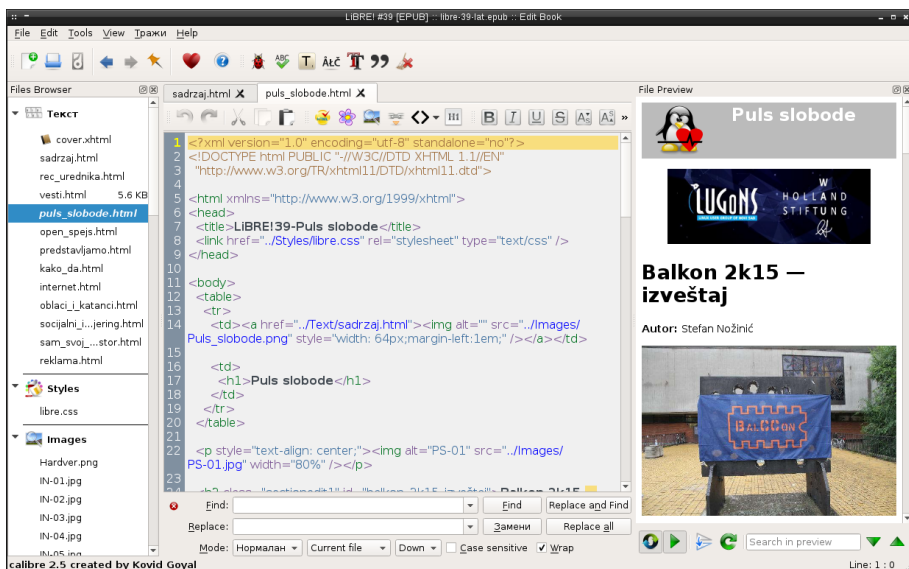 LiBRE! #39 [EPUB] :: libre-39-lat.epub :: Edit Book
File Edit Tools View Тражи Help
Files Browser
Текст
cover.xhtml
sadrzaj.html
rec_urednika.html
vesti.html 5.6 KB
puls_slobode.html
open_spejs.html
predstavljamo.html
kako_da.html
internet.html
oblaci_i_katanci.html
socijalni_i...jering.html
sam_svoj_...stor.html
reklama.html
Styles
libre.css
Images
Hardver.png
IN-01.jpg
IN-02.jpg
IN-03.jpg
IN-04.jpg
IN-05.jpg
sadrzaj.html puls_slobode.html
1 <?xml version="1.0" encoding="utf-8" standalone="no"?>
2 <!DOCTYPE html PUBLIC "-//W3C//DTD XHTML 1.1//EN"
3 "http://www.w3.org/TR/xhtml11/DTD/xhtml11.dtd">
4
5 <html xmlns="http://www.w3.org/1999/xhtml">
6 <head>
7 <title>LiBRE!39-Puls slobode</title>
8 <link href="../Styles/libre.css" rel="stylesheet" type="text/css" />
9 </head>
10
11 <body>
12 <table>
13 <tr>
14 <td><a href="../Text/sadrzaj.html"><img alt="" src="../Images/
Puls_slobode.png" style="width: 64px;margin-left:1em;" /></a></td>
15
16 <td>
17 <h1>Puls slobode</h1>
18 </td>
19 </tr>
20 </table>
21
22 <p style="text-align: center;"><img alt="PS-01" src="../Images/
PS-01.jpg" width="80%" /></p>
23
Find: Find Replace and Find
Replace: Замени Replace all
Mode: Нормалан Current file Down Case sensitive Wrap
File Preview
Puls slobode
LUGONS
HOLLAND
STIFTUNG
Balkon 2k15 —
izveštaj
Autor: Stefan Nožinić
BALCCON
Search in preview
calibre 2.5 created by Kovid Goyal
Line: 1 : 0